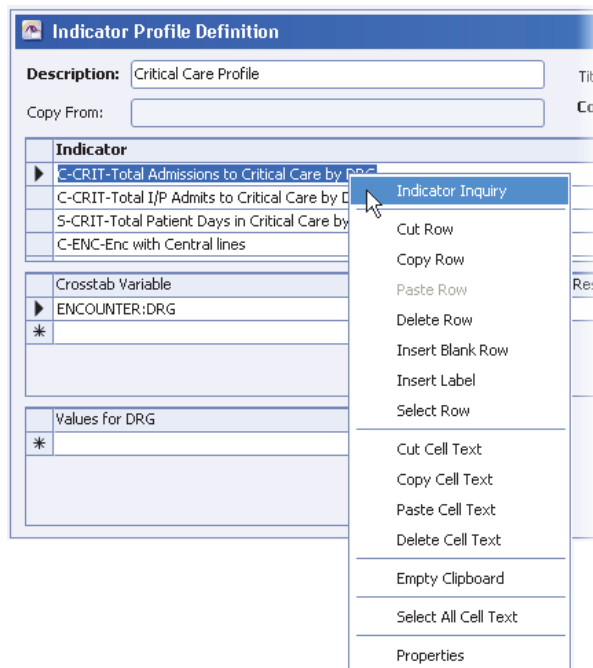 Indicator Profile Definition
Description: Critical Care Profile
Copy From:
Indicator
C-CRIT-Total Admissions to Critical Care by DRG
C-CRIT-Total I/P Admits to Critical Care by
S-CRIT-Total Patient Days in Critical Care by
C-ENC-Enc with Central lines
Crosstab Variable
ENCOUNTER:DRG
Values for DRG
Indicator Inquiry
Cut Row
Copy Row
Paste Row
Delete Row
Insert Blank Row
Insert Label
Select Row
Cut Cell Text
Copy Cell Text
Paste Cell Text
Delete Cell Text
Empty Clipboard
Select All Cell Text
Properties